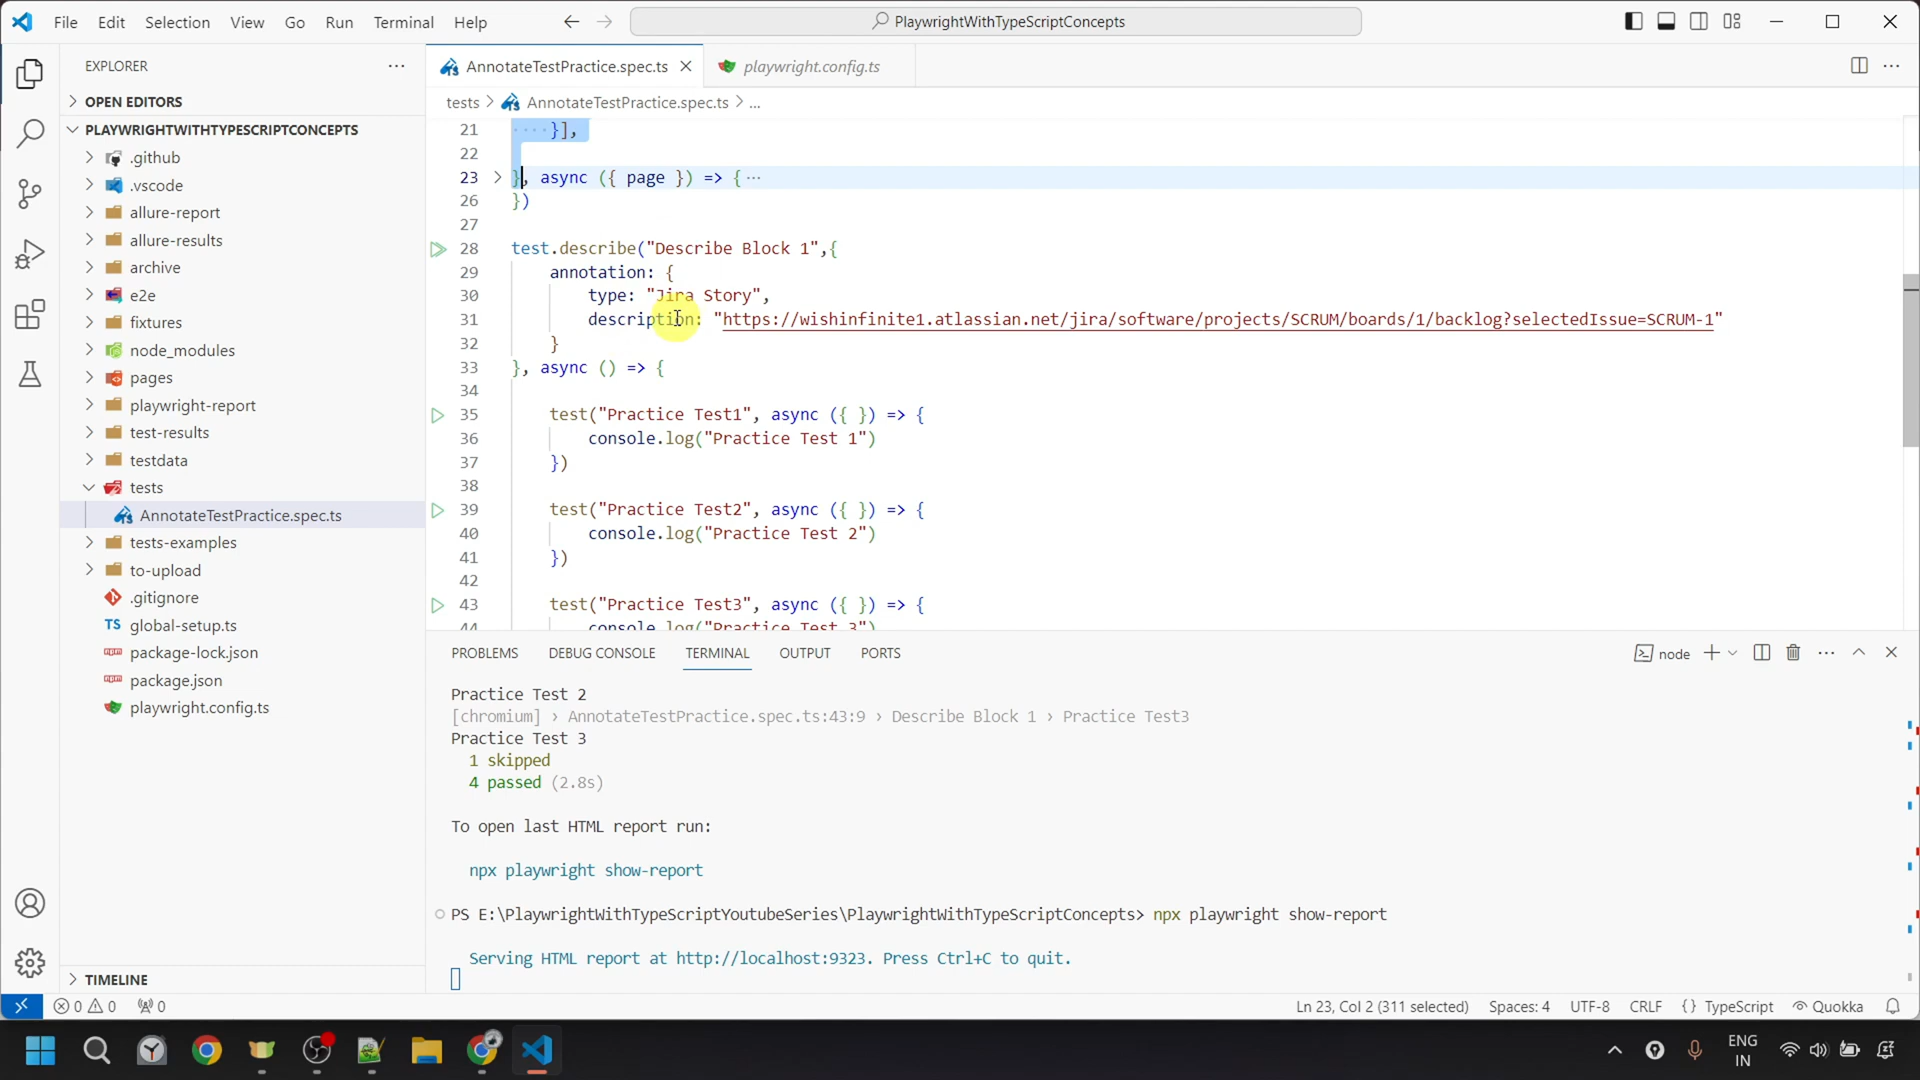 File Edit Selection View Go Run Terminal Help
PlaywrightWithTypeScriptConcepts
EXPLORER
OPEN EDITORS
PLAYWRIGHTWITHTYPESCRIPTCONCEPTS
.github
.vscode
allure-report
allure-results
archive
e2e
fixtures
node_modules
pages
playwright-report
test-results
testdata
tests
AnnotateTestPractice.spec.ts
tests-examples
to-upload
.gitignore
global-setup.ts
package-lock.json
package.json
playwright.config.ts
TIMELINE
AnnotateTestPractice.spec.ts
playwright.config.ts
tests > AnnotateTestPractice.spec.ts > ...
21 }],
22
23 }, async ({ page }) => { ...
26 })
27
28 test.describe("Describe Block 1",{
29 annotation: {
30 type: "Jira Story",
31 description: "https://wishinfinite1.atlassian.net/jira/software/projects/SCRUM/boards/1/backlog?selectedIssue=SCRUM-1"
32 }
33 }, async () => {
34
35 test("Practice Test1", async ({ }) => {
36 console.log("Practice Test 1")
37 })
38
39 test("Practice Test2", async ({ }) => {
40 console.log("Practice Test 2")
41 })
42
43 test("Practice Test3", async ({ }) => {
44 console.log("Practice Test 3")
PROBLEMS DEBUG CONSOLE TERMINAL OUTPUT PORTS
node
Practice Test 2
[chromium] › AnnotateTestPractice.spec.ts:43:9 › Describe Block 1 › Practice Test3
Practice Test 3
1 skipped
4 passed (2.8s)
To open last HTML report run:
npx playwright show-report
PS E:\PlaywrightWithTypeScriptYoutubeSeries\PlaywrightWithTypeScriptConcepts> npx playwright show-report
Serving HTML report at http://localhost:9323. Press Ctrl+C to quit.
0 0 0
Ln 23, Col 2 (311 selected) Spaces: 4 UTF-8 CRLF {} TypeScript Quokka
ENG
IN